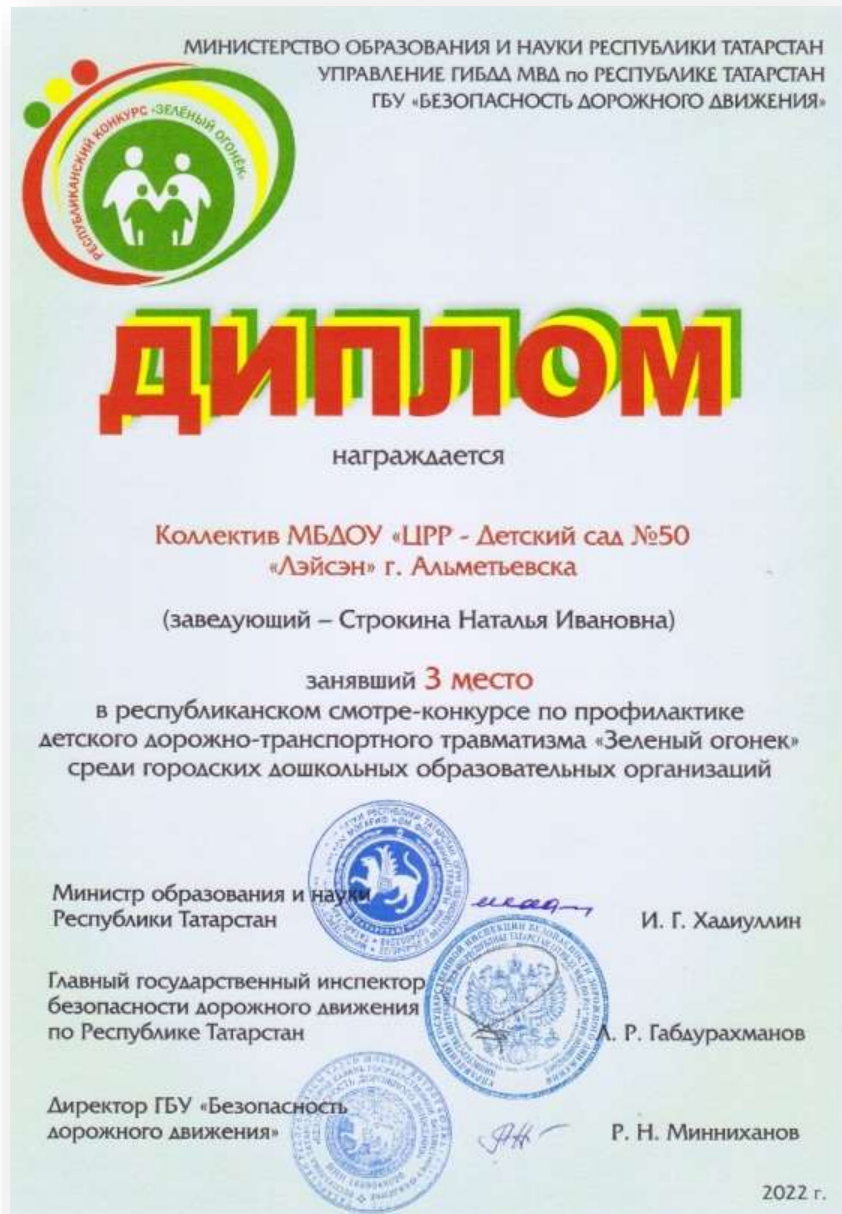 МИНИСТЕРСТВО ОБРАЗОВАНИЯ И НАУКИ РЕСПУБЛИКИ ТАТАРСТАН
УПРАВЛЕНИЕ ГИБДД МВД по РЕСПУБЛИКЕ ТАТАРСТАН
ГБУ «БЕЗОПАСНОСТЬ ДОРОЖНОГО ДВИЖЕНИЯ»
РЕСПУБЛИКАНСКИЙ КОНКУРС «ЗЕЛЁНЫЙ ОГОНЁК»
ДИПЛОМ
награждается
Коллектив МБДОУ «ЦРР - Детский сад №50
«Лэйсэн» г. Альметьевска
(заведующий – Строкина Наталья Ивановна)
занявший 3 место
в республиканском смотре-конкурсе по профилактике
детского дорожно-транспортного травматизма «Зеленый огонек»
среди городских дошкольных образовательных организаций
Министр образования и науки
Республики Татарстан
И. Г. Хадиуллин
Главный государственный инспектор
безопасности дорожного движения
по Республике Татарстан
Л. Р. Габдурахманов
Директор ГБУ «Безопасность
дорожного движения»
Р. Н. Минниханов
2022 г.